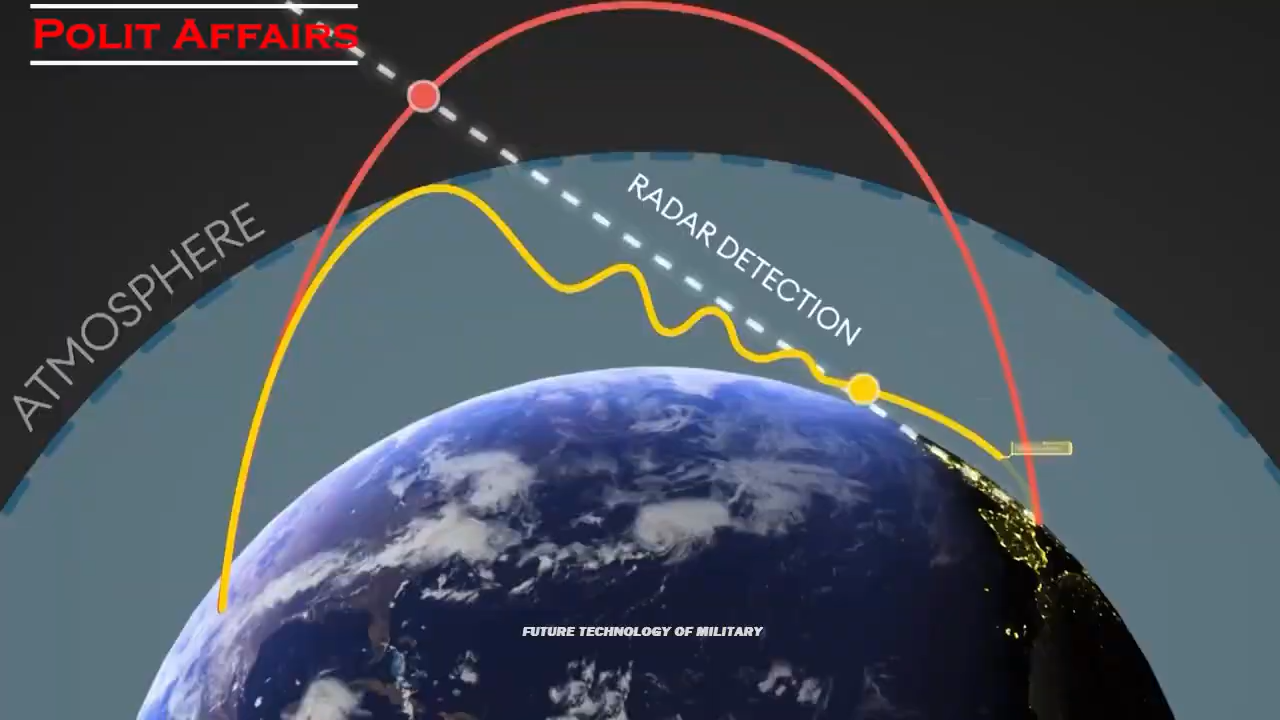 POLIT AFFAIRS
ATMOSPHERE
RADAR DETECTION
FUTURE TECHNOLOGY OF MILITARY